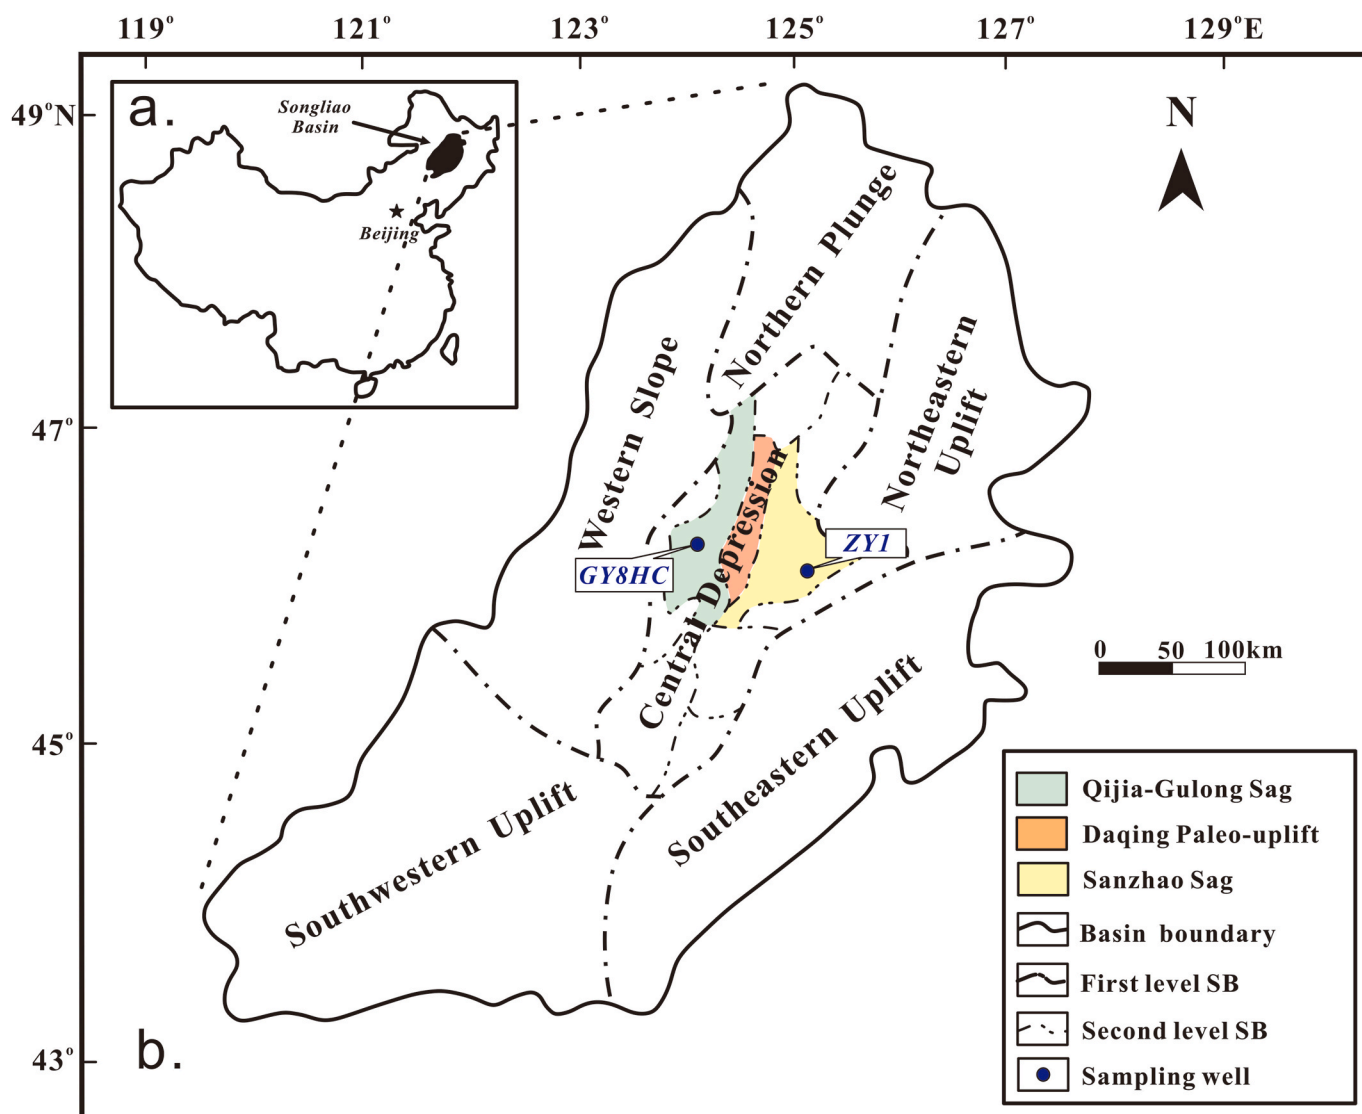 119° 121° 123° 125° 127° 129°E
49°N
47°
45°
43°
a.
Songliao
Basin
Beijing
N
Northern Plunge
Western Slope
Northeastern
Uplift
Central Depression
GY8HC
ZY1
Southwestern Uplift
Southeastern Uplift
0 50 100km
Qijia-Gulong Sag
Daqing Paleo-uplift
Sanzhao Sag
Basin boundary
First level SB
Second level SB
Sampling well
b.